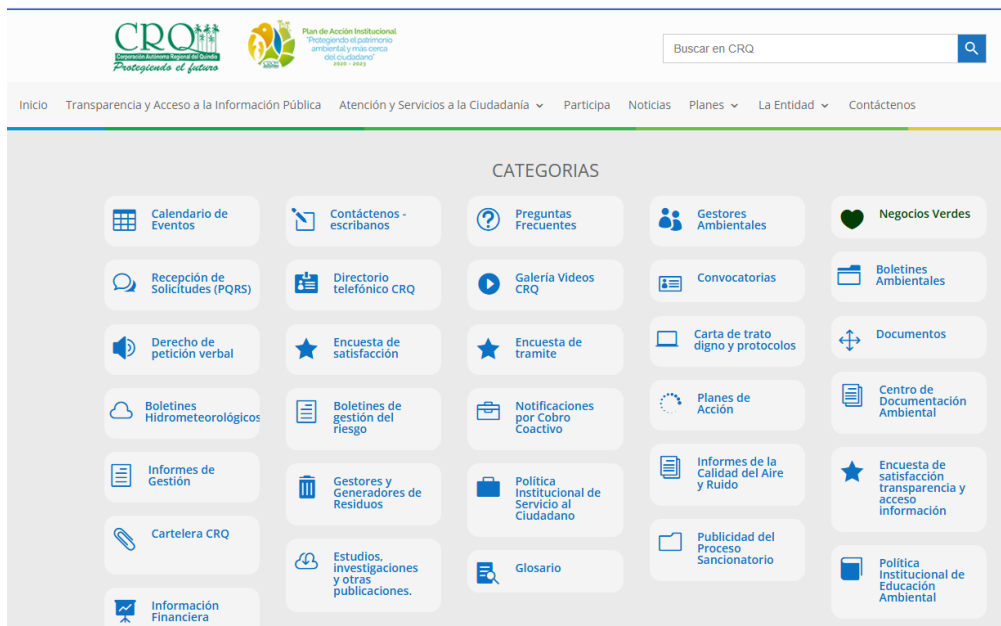 CRQ
Corporación Autónoma Regional del Quindío
Protegiendo el futuro
Plan de Acción Institucional
"Protegiendo el patrimonio
ambiental y más cerca
del ciudadano"
2020 - 2023
Buscar en CRQ
Inicio Transparencia y Acceso a la Información Pública Atención y Servicios a la Ciudadanía Participa Noticias Planes La Entidad Contáctenos
CATEGORIAS
Calendario de
Eventos
Contáctenos -
escribanos
Preguntas
Frecuentes
Gestores
Ambientales
Negocios Verdes
Recepción de
Solicitudes (PQRS)
Directorio
telefónico CRQ
Galería Videos
CRQ
Convocatorias
Boletines
Ambientales
Derecho de
petición verbal
Encuesta de
satisfacción
Encuesta de
tramite
Carta de trato
digno y protocolos
Documentos
Boletines
Hidrometeorológicos
Boletines de
gestión del
riesgo
Notificaciones
por Cobro
Coactivo
Planes de
Acción
Centro de
Documentación
Ambiental
Informes de
Gestión
Gestores y
Generadores de
Residuos
Política
Institucional de
Servicio al
Ciudadano
Informes de la
Calidad del Aire
y Ruido
Encuesta de
satisfacción
transparencia y
acceso
información
Cartelera CRQ
Estudios,
investigaciones
y otras
publicaciones.
Glosario
Publicidad del
Proceso
Sancionatorio
Política
Institucional de
Educación
Ambiental
Información
Financiera